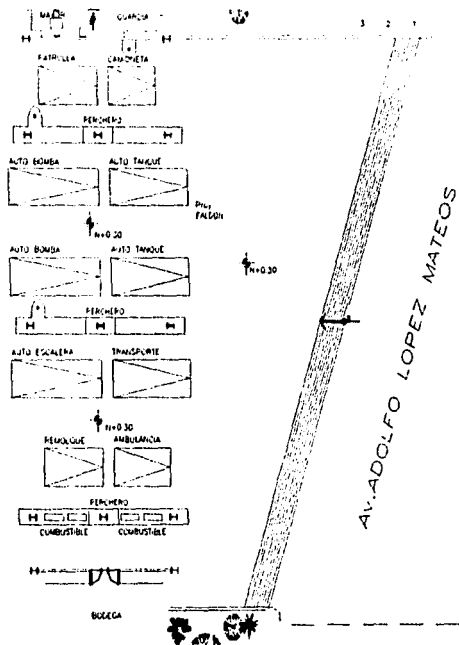 GUARDIA
3 2 1
PATRULLA CAMIONETA
PERCHERO
AUTO BOMBA AUTO TANQUE
N+0.30
N+0.30
AUTO BOMBA AUTO TANQUE
PERCHERO
AUTO ESCALERA TRANSPORTE
N+0.30
REMOLQUE AMBULANCIA
PERCHERO
COMBUSTIBLE COMBUSTIBLE
BODEGA
AV. ADOLFO LOPEZ MATEOS